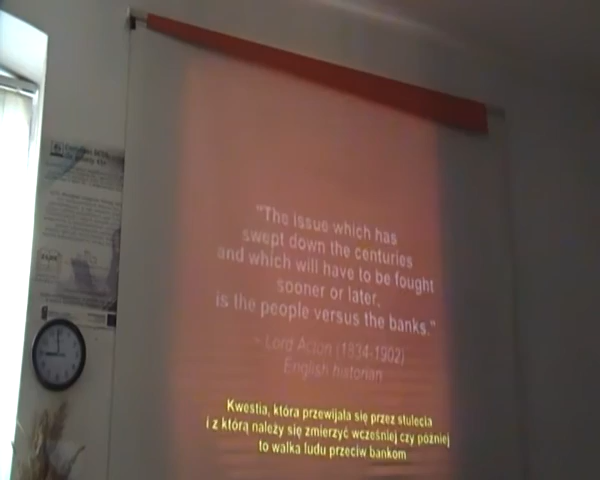 "The issue which has
swept down the centuries
and which will have to be fought
sooner or later,
is the people versus the banks."
- Lord Acton (1834-1902)
English historian
Kwestia, która przewijała się przez stulecia
i z którą należy się zmierzyć wcześniej czy później
to walka ludu przeciw bankom